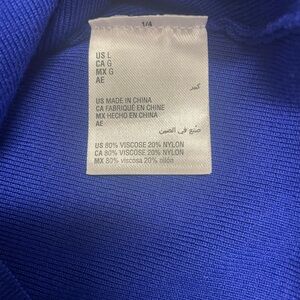 1/4
US L
CA G
MX G
AE
كبير
US MADE IN CHINA
CA FABRIQUÉ EN CHINE
MX HECHO EN CHINA
AE
صنع في الصين
US 80% VISCOSE 20% NYLON
CA 80% VISCOSE 20% NYLON
MX 80% viscosa 20% nilón